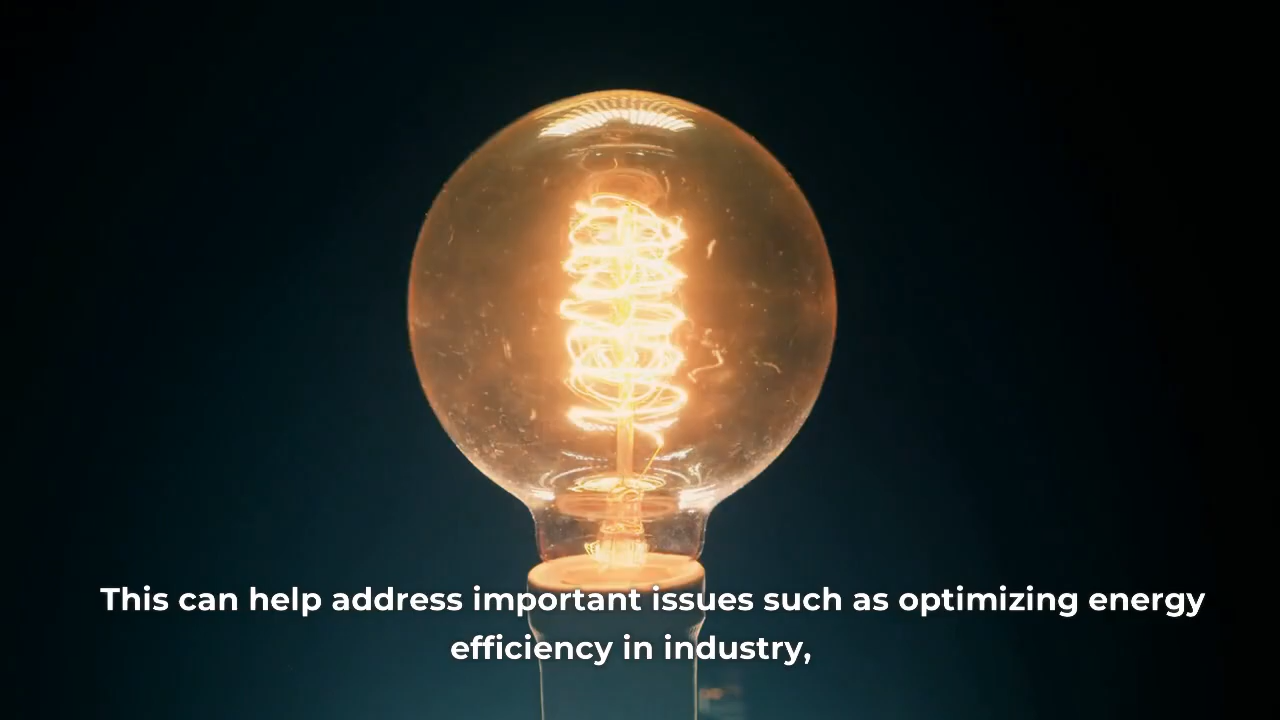 This can help address important issues such as optimizing energy
efficiency in industry,